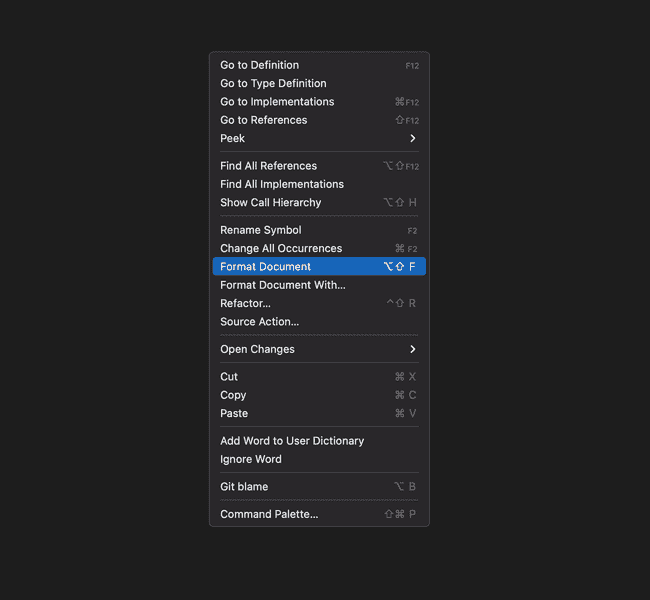 Go to Definition F12
Go to Type Definition
Go to Implementations ⌘F12
Go to References ⇧F12
Peek
Find All References ⌥⇧F12
Find All Implementations
Show Call Hierarchy ⌥⇧ H
Rename Symbol F2
Change All Occurrences ⌘ F2
Format Document ⌥⇧ F
Format Document With...
Refactor... ^⇧ R
Source Action...
Open Changes
Cut ⌘ X
Copy ⌘ C
Paste ⌘ V
Add Word to User Dictionary
Ignore Word
Git blame ⌥ B
Command Palette... ⇧⌘ P